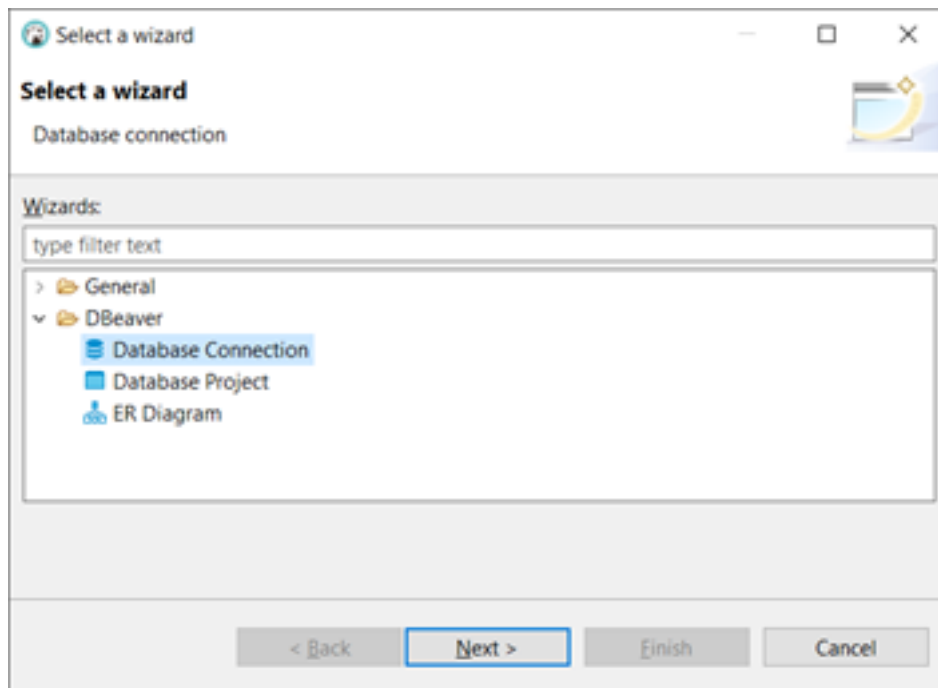 Select a wizard
Select a wizard
Database connection
Wizards:
type filter text
General
DBeaver
Database Connection
Database Project
ER Diagram
< Back Next > Finish Cancel